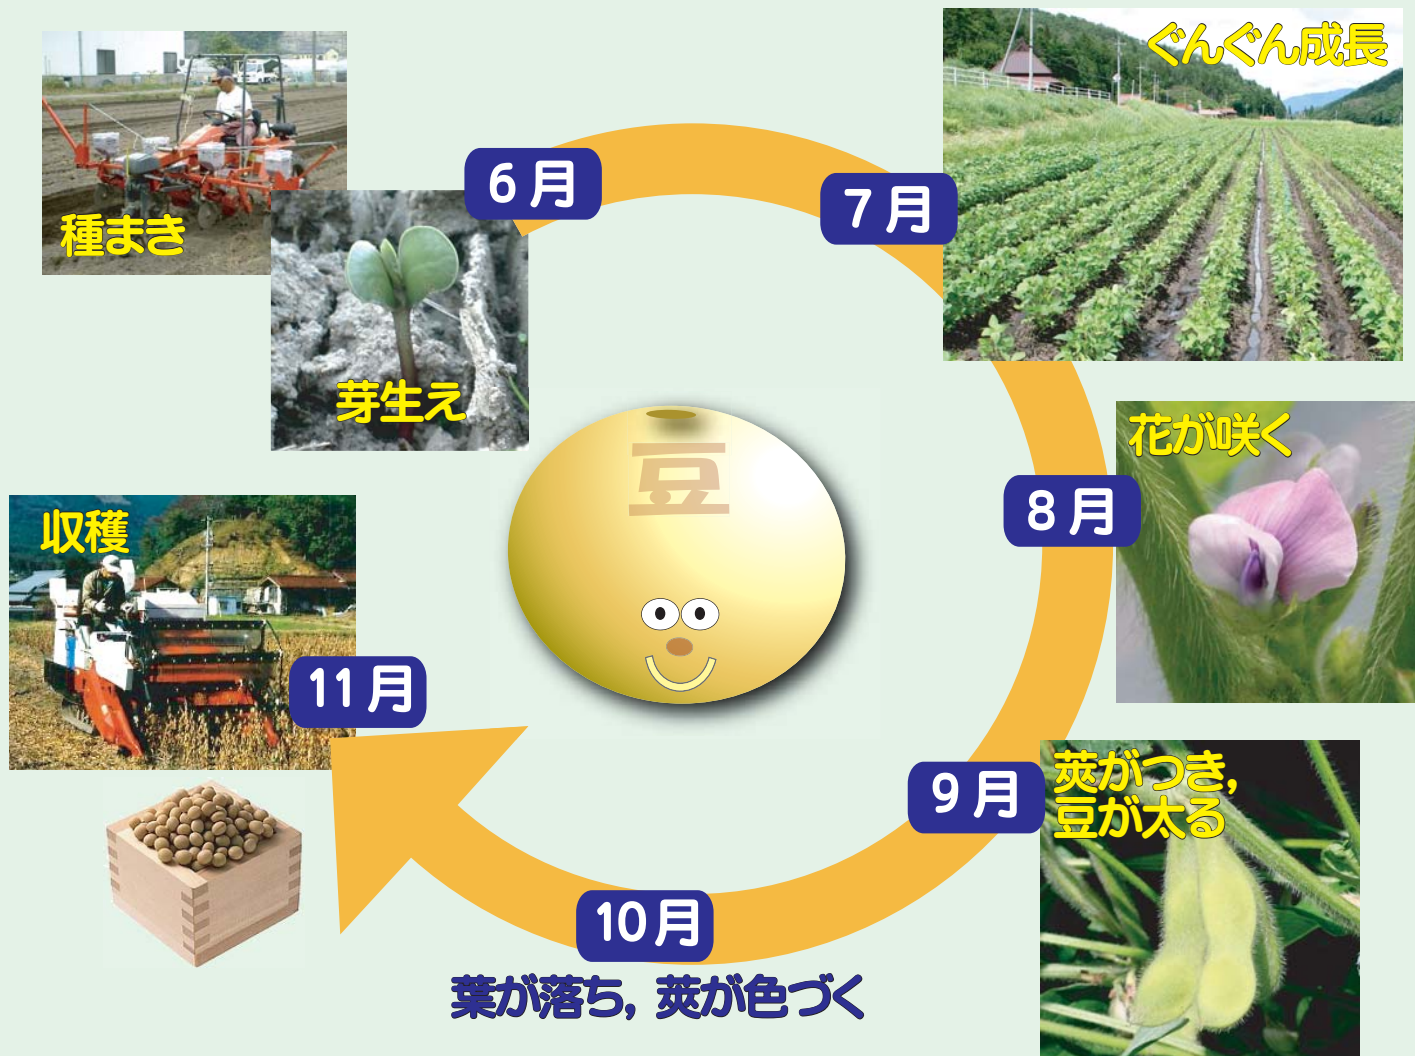 種まき
芽生え
6月
7月
ぐんぐん成長
8月
花が咲く
9月
莢がつき,
豆が太る
10月
葉が落ち, 莢が色づく
11月
収穫
豆